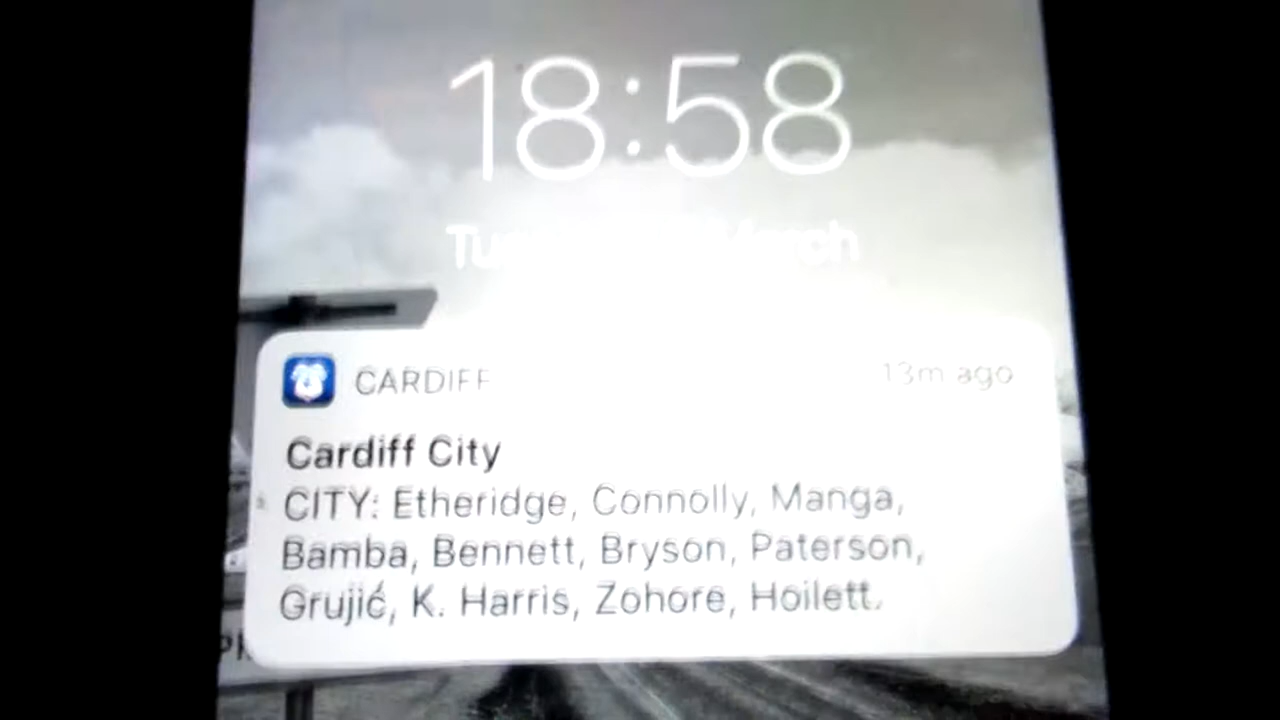 18:58
CARDIFF
13m ago
Cardiff City
CITY: Etheridge, Connolly, Manga,
Bamba, Bennett, Bryson, Paterson,
Grujić, K. Harris, Zohore, Hoilett.